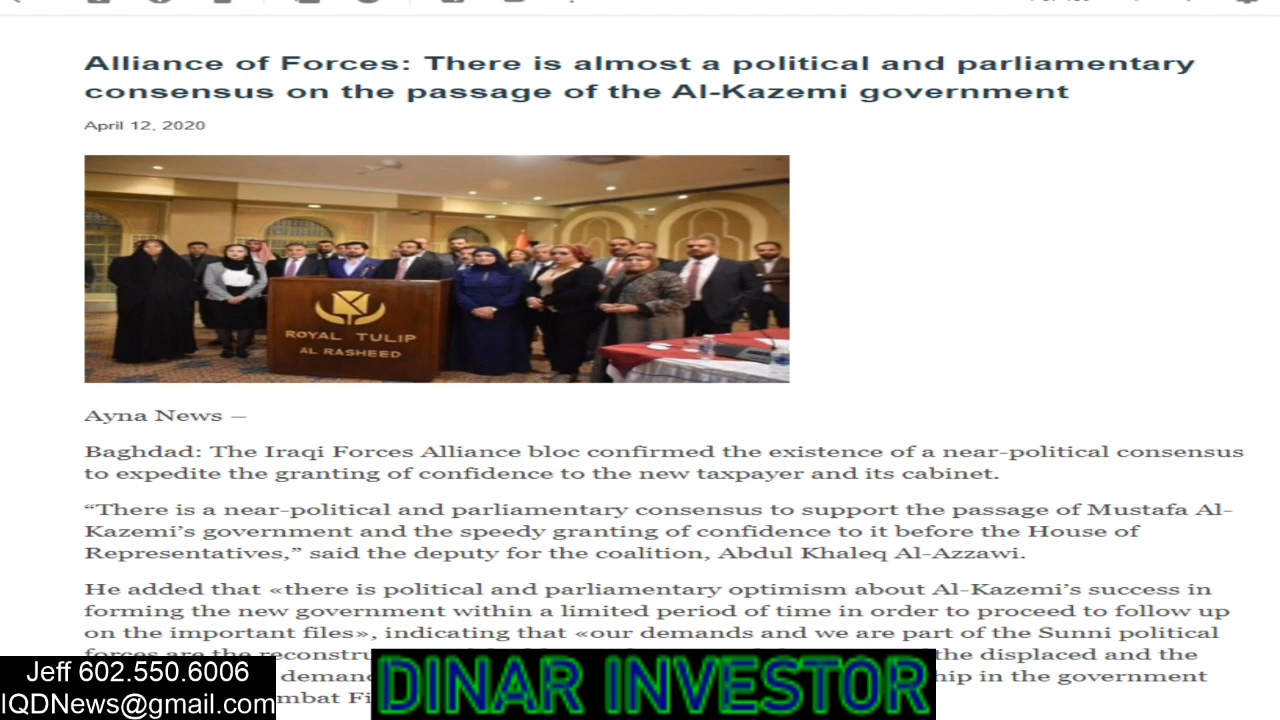 Alliance of Forces: There is almost a political and parliamentary
consensus on the passage of the Al-Kazemi government
April 12, 2020
ROYAL TULIP
AL RASHEED
Ayna News –
Baghdad: The Iraqi Forces Alliance bloc confirmed the existence of a near-political consensus
to expedite the granting of confidence to the new taxpayer and its cabinet.
“There is a near-political and parliamentary consensus to support the passage of Mustafa Al-
Kazemi’s government and the speedy granting of confidence to it before the House of
Representatives,” said the deputy for the coalition, Abdul Khaleq Al-Azzawi.
He added that «there is political and parliamentary optimism about Al-Kazemi’s success in
forming the new government within a limited period of time in order to proceed to follow up
on the important files», indicating that «our demands and we are part of the Sunni political
forces are the the displaced and the
in the government
Jeff 602.550.6006
IQDNews@gmail.com
DINAR INVESTOR